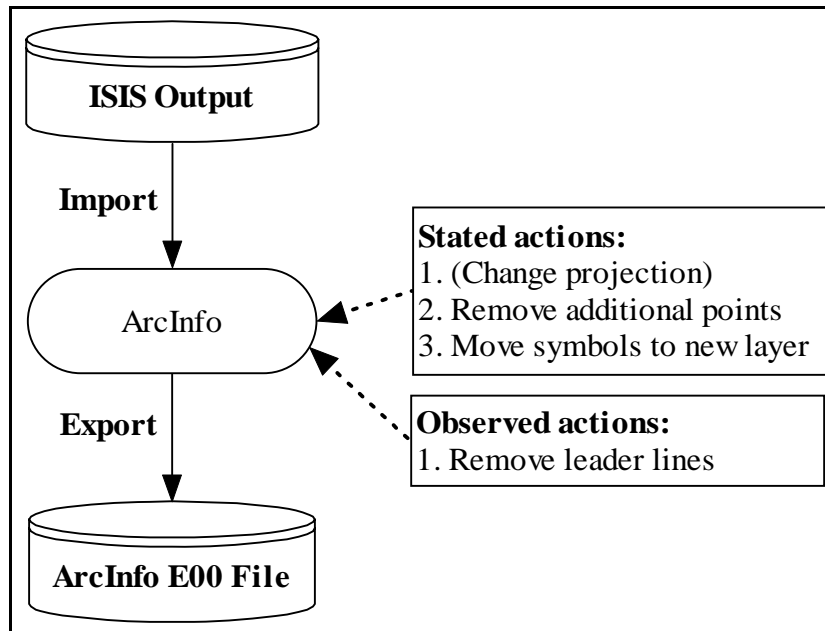 ISIS Output
Import
ArcInfo
Stated actions:
1. (Change projection)
2. Remove additional points
3. Move symbols to new layer
Export
Observed actions:
1. Remove leader lines
ArcInfo E00 File